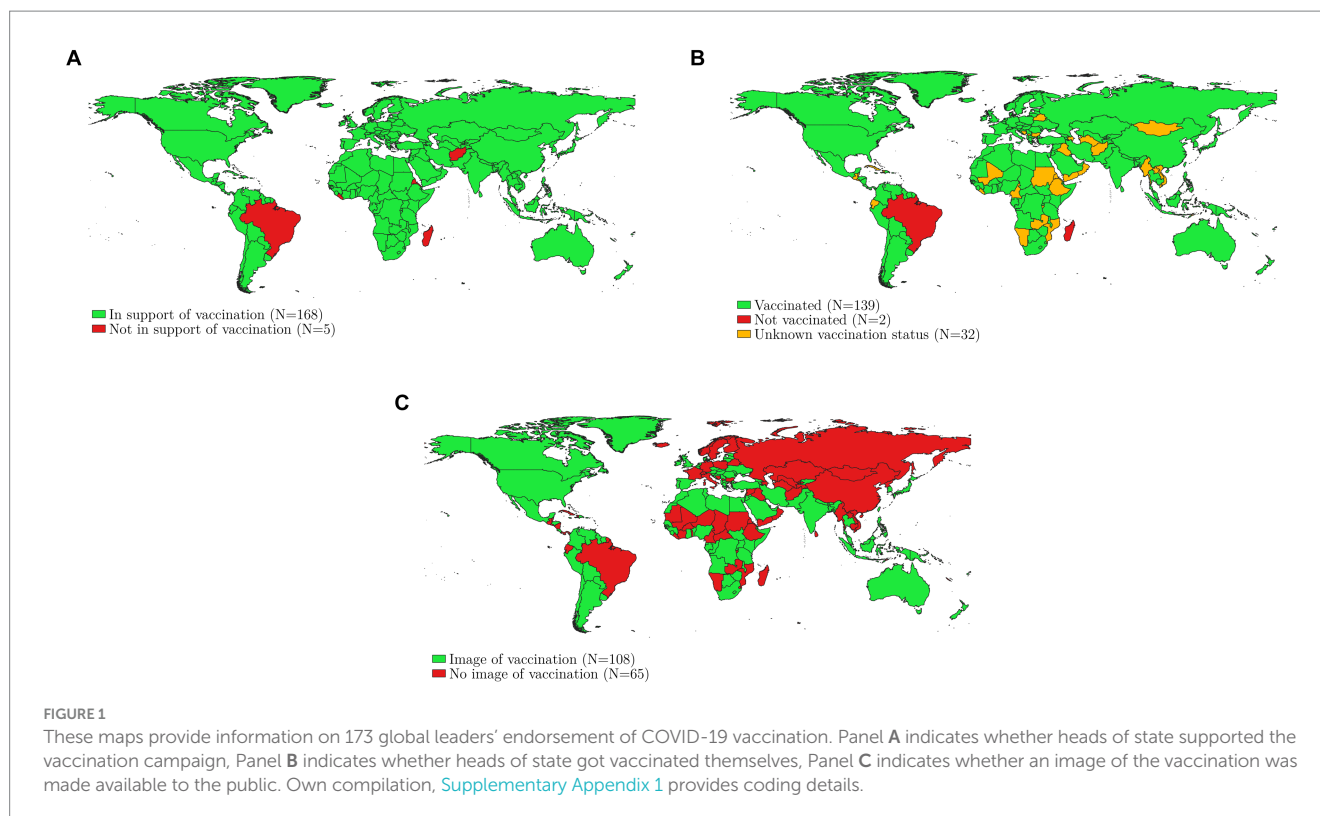 A
B
In support of vaccination (N=168)
Not in support of vaccination (N=5)
Vaccinated (N=139)
Not vaccinated (N=2)
Unknown vaccination status (N=32)
C
Image of vaccination (N=108)
No image of vaccination (N=65)
FIGURE 1
These maps provide information on 173 global leaders’ endorsement of COVID-19 vaccination. Panel A indicates whether heads of state supported the
vaccination campaign, Panel B indicates whether heads of state got vaccinated themselves, Panel C indicates whether an image of the vaccination was
made available to the public. Own compilation, Supplementary Appendix 1 provides coding details.